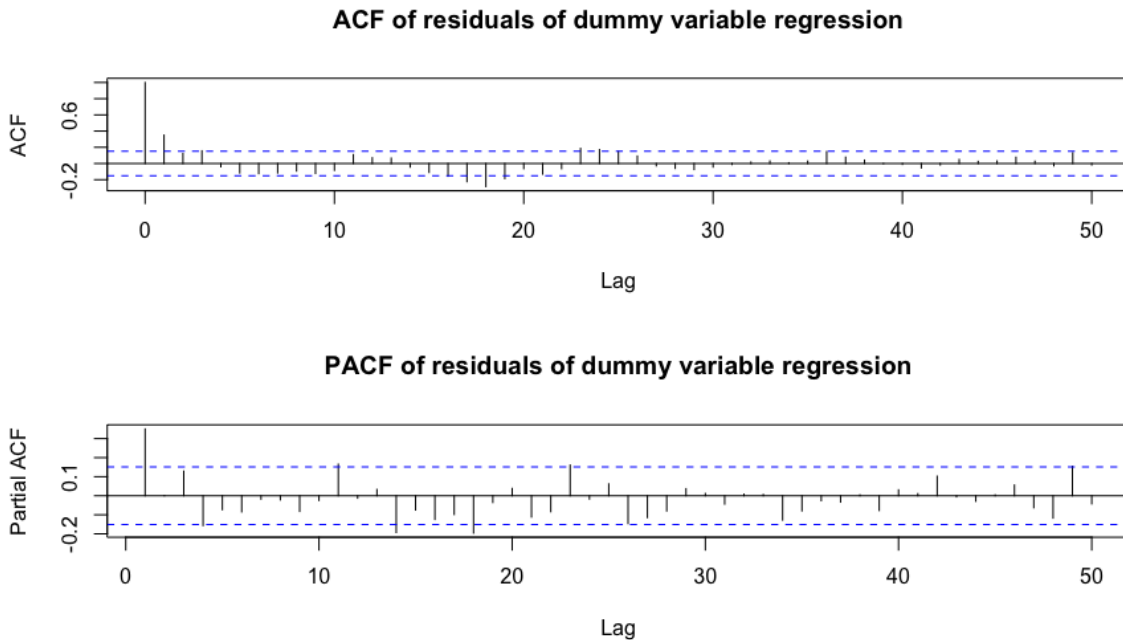 ACF of residuals of dummy variable regression
ACF
0.6
-0.2
0 10 20 30 40 50
Lag
PACF of residuals of dummy variable regression
Partial ACF
0.1
-0.2
0 10 20 30 40 50
Lag